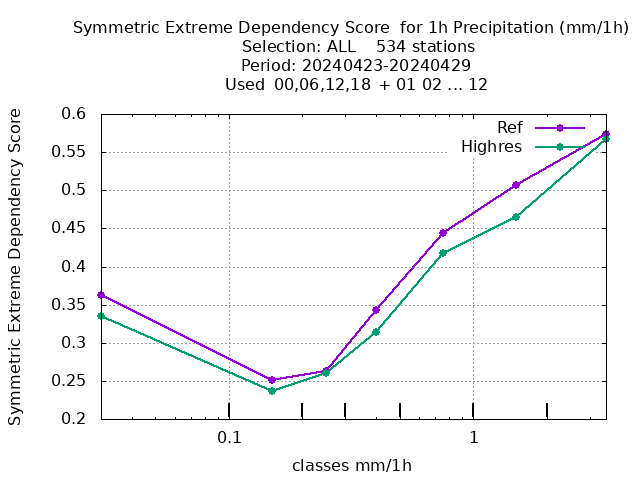 Symmetric Extreme Dependency Score  for 1h Precipitation (mm/1h)
Selection: ALL    534 stations
Period: 20240423-20240429
Used  00,06,12,18  + 01 02 ... 12
Ref
Highres
0.6
0.55
0.5
0.45
0.4
0.35
0.3
0.25
0.2
Symmetric Extreme Dependency Score
0.1
1
classes mm/1h